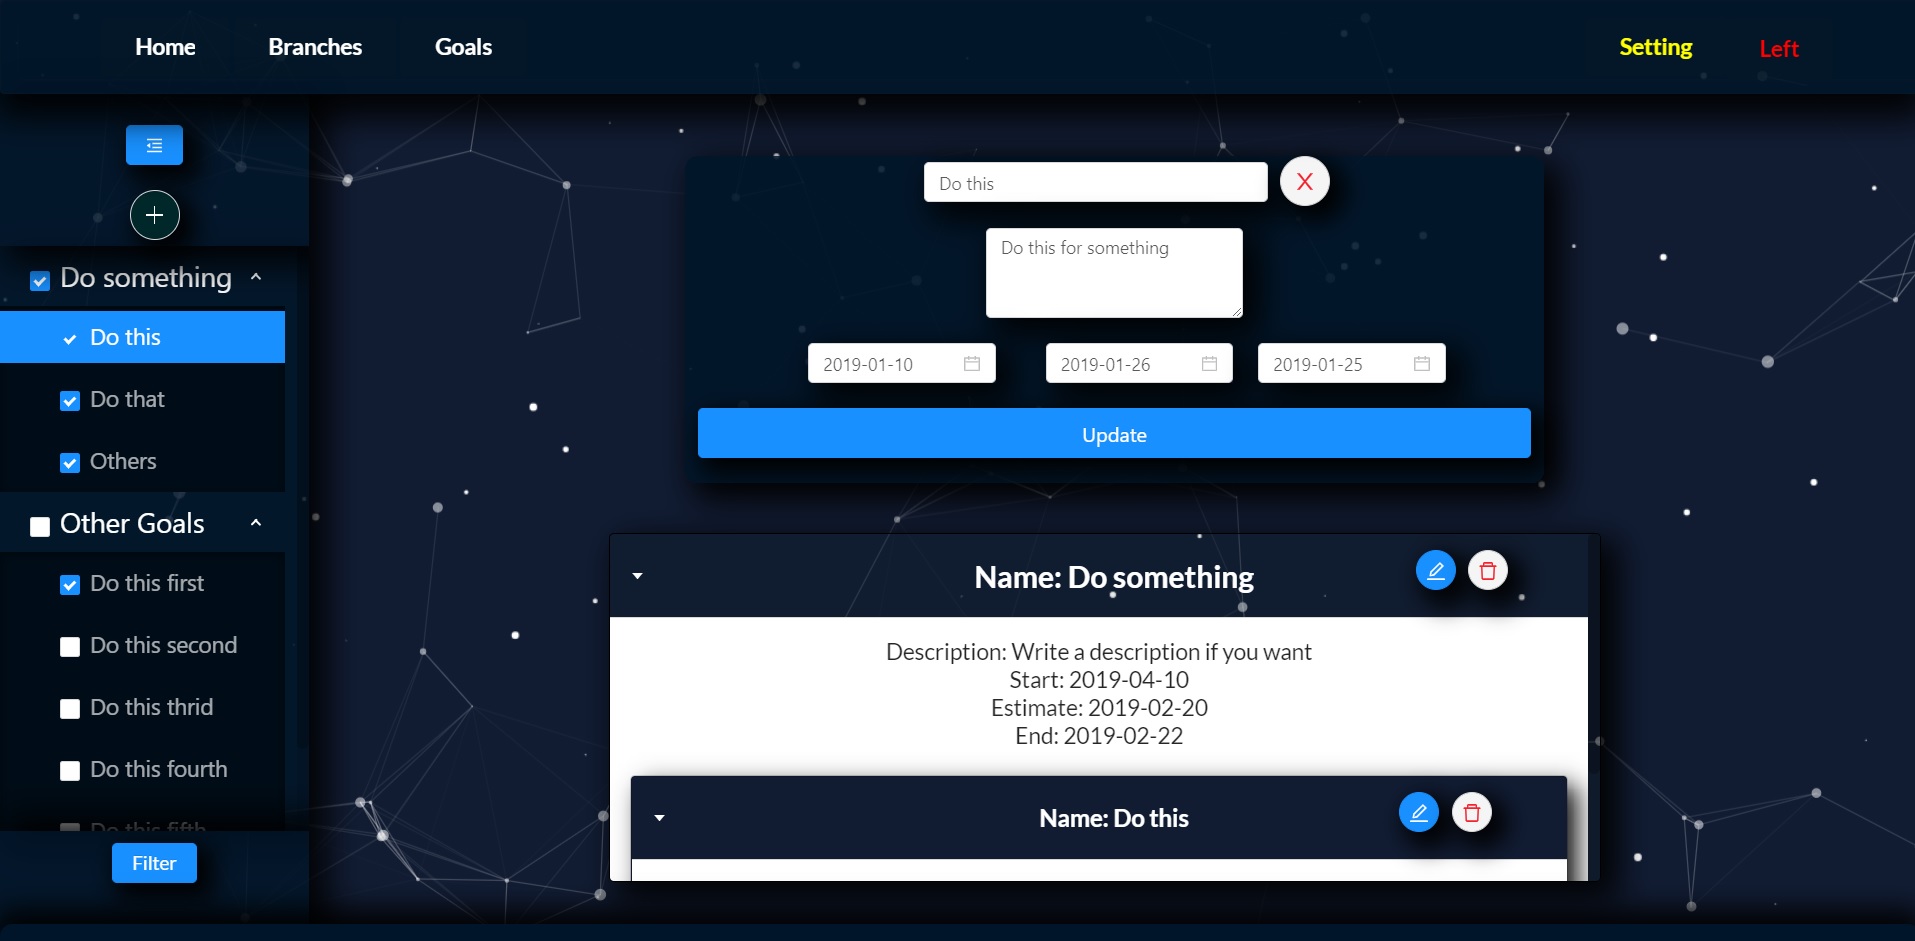 Home Branches Goals Setting Left
Do this X
Do this for something
2019-01-10 2019-01-26 2019-01-25
Update
Do something
Do this
Do that
Others
Other Goals
Do this first
Do this second
Do this thrid
Do this fourth
Do this fifth
Filter
Name: Do something
Description: Write a description if you want
Start: 2019-04-10
Estimate: 2019-02-20
End: 2019-02-22
Name: Do this